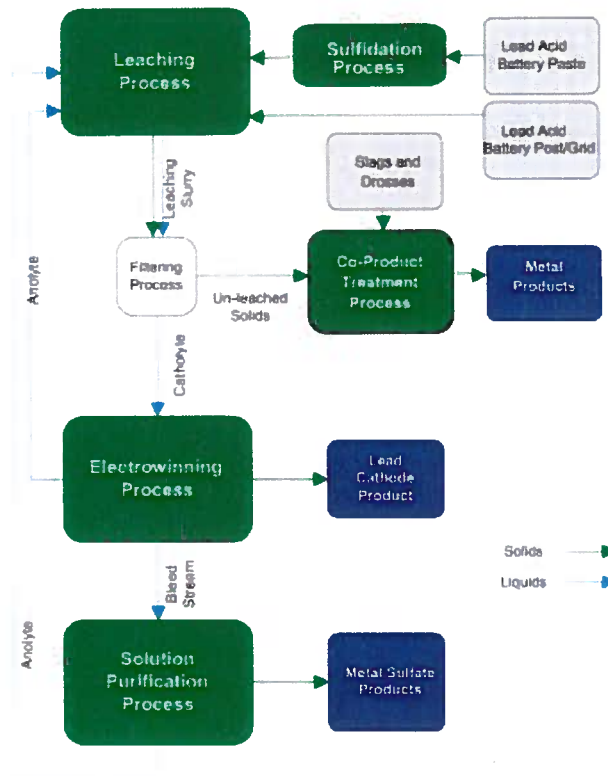 Leaching
Process
Sulfidation
Process
Lead Acid
Battery Paste
Lead Acid
Battery Post/Grid
Slags and
Drosses
Leaching
Slurry
Filtering
Process
Un-leached
Solids
Co-Product
Treatment
Process
Metal
Products
Anolyte
Catholyte
Electrowinning
Process
Lead
Cathode
Product
Solids
Liquids
Bleed
Stream
Anolyte
Solution
Purification
Process
Metal Sulfate
Products